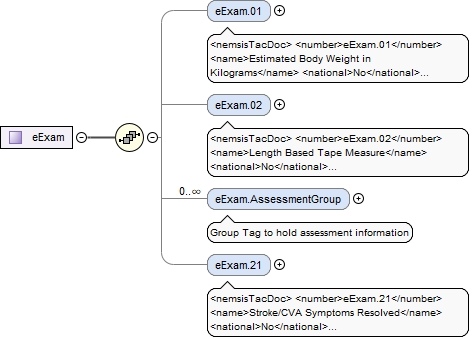 eExam.01
<nemsisTacDoc> <number>eExam.01</number>
<name>Estimated Body Weight in
Kilograms</name> <national>No</national>...
eExam.02
<nemsisTacDoc> <number>eExam.02</number>
<name>Length Based Tape Measure</name>
<national>No</national>...
eExam
0..∞
eExam.AssessmentGroup
Group Tag to hold assessment information
eExam.21
<nemsisTacDoc> <number>eExam.21</number>
<name>Stroke/CVA Symptoms Resolved</name>
<national>No</national>...